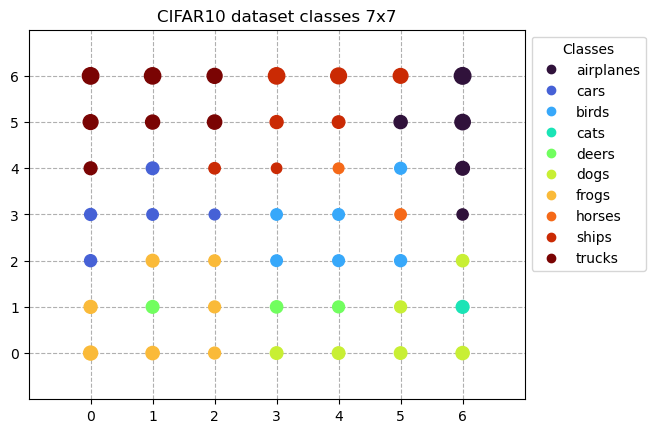 CIFAR10 dataset classes 7x7
6
5
4
3
2
1
0
0 1 2 3 4 5 6
Classes
airplanes
cars
birds
cats
deers
dogs
frogs
horses
ships
trucks